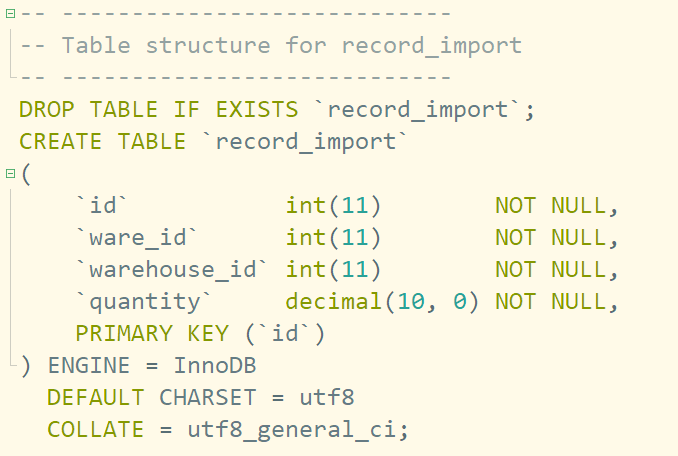 -- ----------------------------
-- Table structure for record_import
-- ----------------------------
DROP TABLE IF EXISTS `record_import`;
CREATE TABLE `record_import`
(
    `id`           int(11)        NOT NULL,
    `ware_id`      int(11)        NOT NULL,
    `warehouse_id` int(11)        NOT NULL,
    `quantity`     decimal(10, 0) NOT NULL,
    PRIMARY KEY (`id`)
) ENGINE = InnoDB
  DEFAULT CHARSET = utf8
  COLLATE = utf8_general_ci;